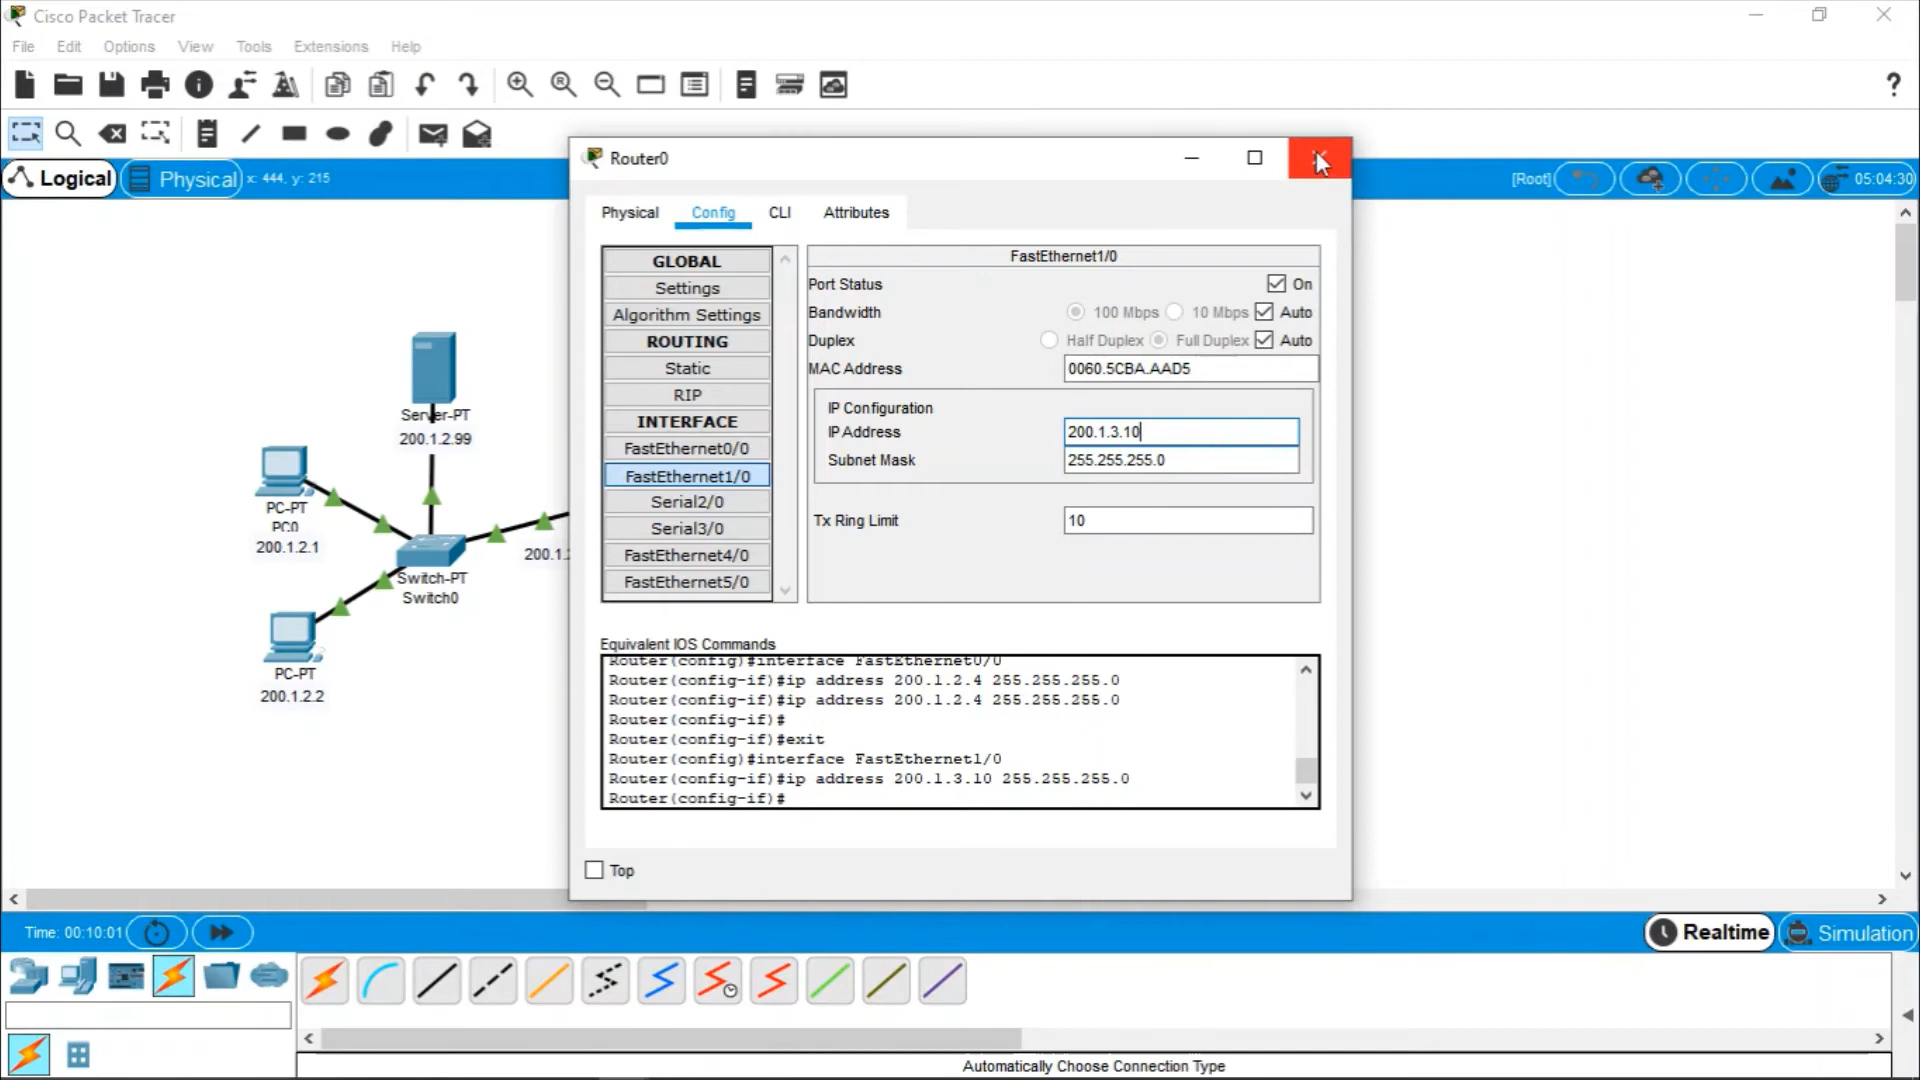 Cisco Packet Tracer
File Edit Options View Tools Extensions Help
Logical Physical x: 444, y: 215 [Root] 05:04:30
Server-PT
200.1.2.99
PC-PT
PC0
200.1.2.1
Switch-PT
Switch0
200.1.2
PC-PT
200.1.2.2
Router0
Physical Config CLI Attributes
GLOBAL
Settings
Algorithm Settings
ROUTING
Static
RIP
INTERFACE
FastEthernet0/0
FastEthernet1/0
Serial2/0
Serial3/0
FastEthernet4/0
FastEthernet5/0
FastEthernet1/0
Port Status On
Bandwidth 100 Mbps 10 Mbps Auto
Duplex Half Duplex Full Duplex Auto
MAC Address 0060.5CBA.AAD5
IP Configuration
IP Address 200.1.3.10
Subnet Mask 255.255.255.0
Tx Ring Limit 10
Equivalent IOS Commands
Router(config)#interface FastEthernet0/0
Router(config-if)#ip address 200.1.2.4 255.255.255.0
Router(config-if)#ip address 200.1.2.4 255.255.255.0
Router(config-if)#
Router(config-if)#exit
Router(config)#interface FastEthernet1/0
Router(config-if)#ip address 200.1.3.10 255.255.255.0
Router(config-if)#
Top
Time: 00:10:01 Realtime Simulation
Automatically Choose Connection Type